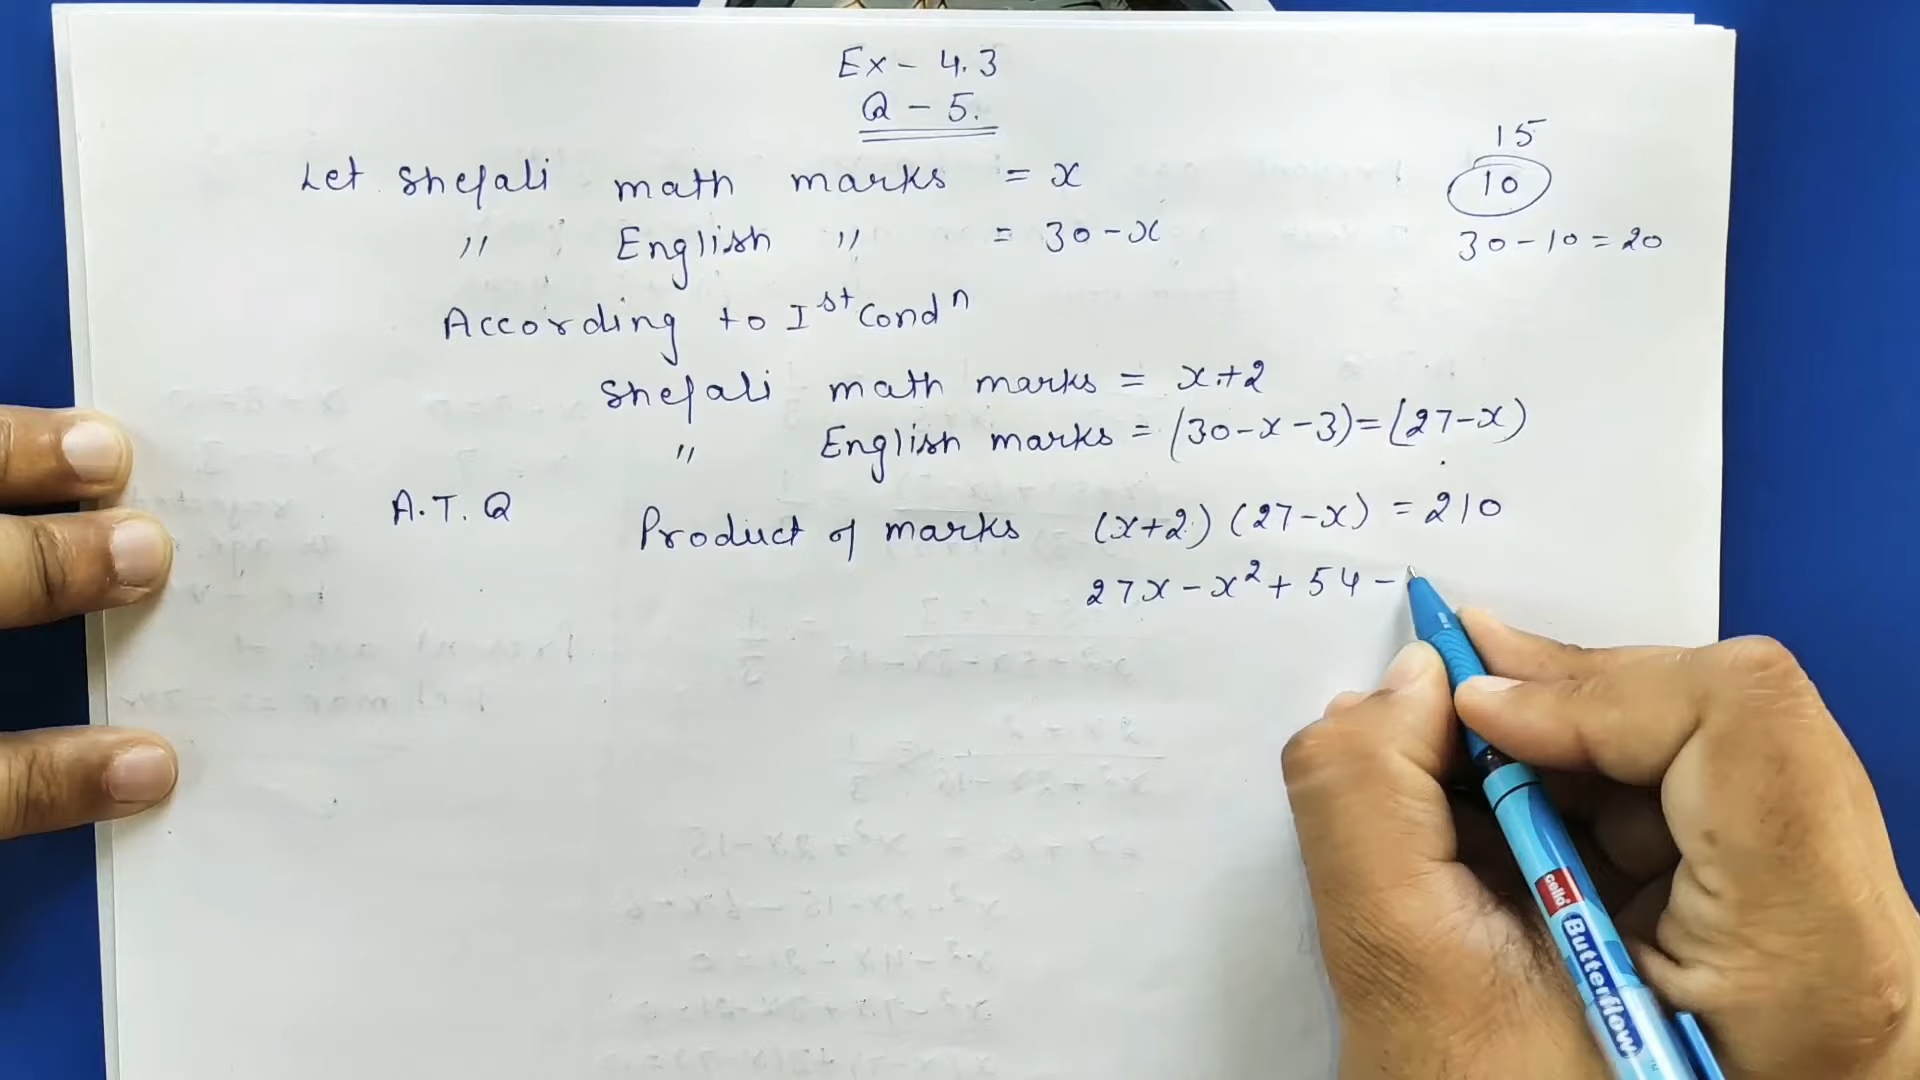 Ex - 4.3
Q - 5.
Let Shefali math marks = x
〃 English 〃 = 30-x
15
10
30-10=20
According to Iˢᵗ Condⁿ
Shefali math marks = x+2
〃 English marks = (30-x-3)=(27-x)
A.T.Q Product of marks (x+2) (27-x) = 210
27x - x² + 54 -
cello
Butterflow